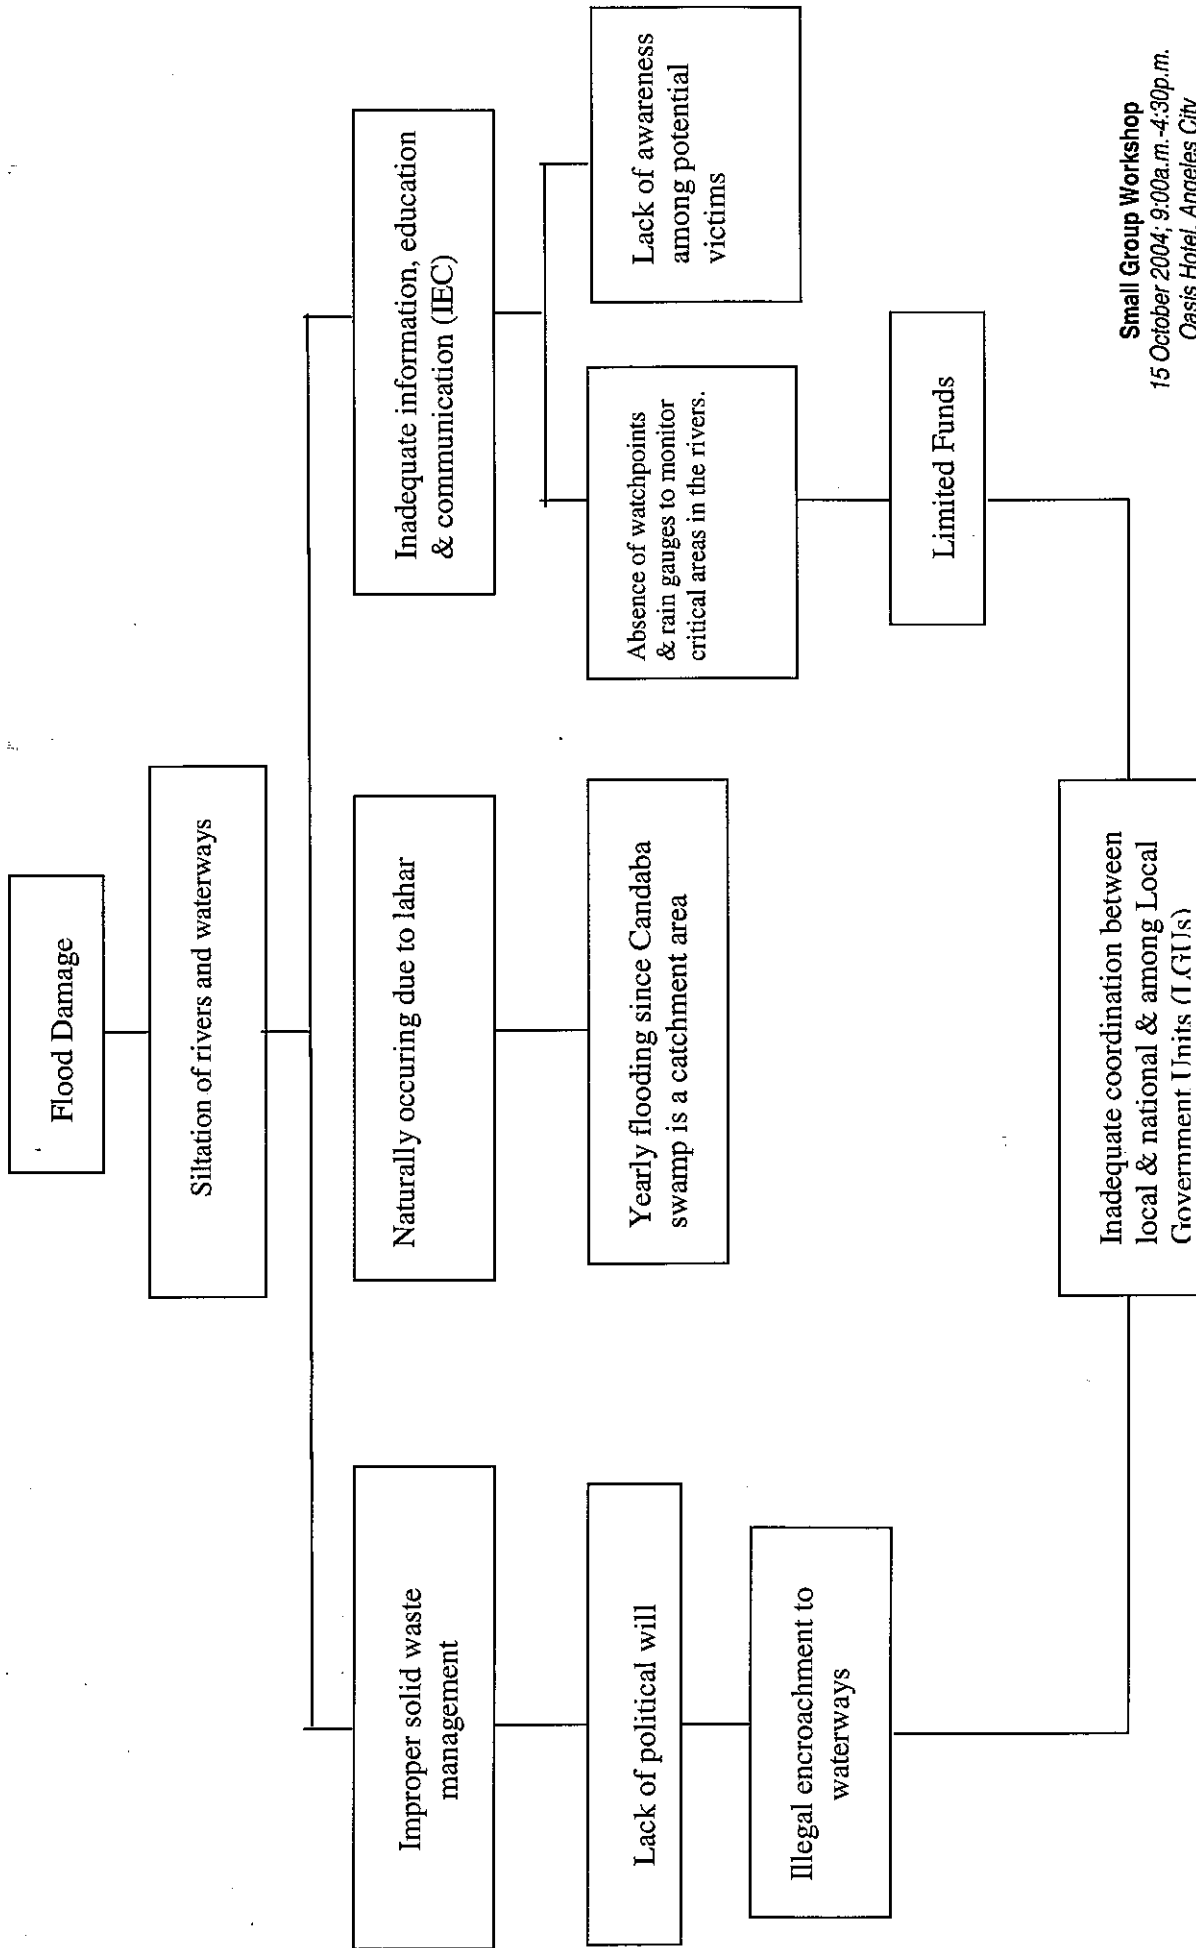 Flood Damage
Siltation of rivers and waterways
Improper solid waste
management
Naturally occuring due to lahar
Inadequate information, education
& communication (IEC)
Lack of political will
Yearly flooding since Candaba
swamp is a catchment area
Absence of watchpoints
& rain gauges to monitor
critical areas in the rivers.
Lack of awareness
among potential
victims
Illegal encroachment to
waterways
Limited Funds
Inadequate coordination between
local & national & among Local
Government Units (LGUs)
Small Group Workshop
15 October 2004; 9:00a.m.-4:30p.m.
Oasis Hotel, Angeles City